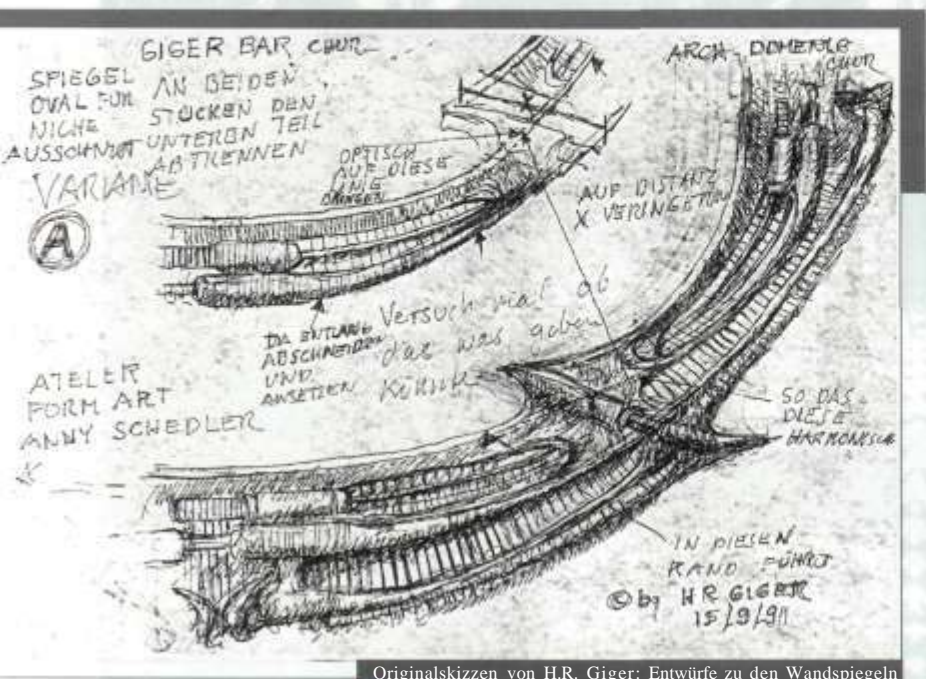 GIGER BAR CHUR
SPIEGEL
OVAL FÜR
NICHE
AUSSCHNITT
VARIANTE
A
AN BEIDEN
STÜCKEN DEN
UNTEREN TEIL
ABTRENNEN
OPTISCH
AUF DIESE
BRINGEN
ARCH DOMENIG
CHUR
AUF DISTANZ
X VERINGERN
DA ENTLANG
ABSCHNEIDEN
UND
ANSETZEN
Versuch mal ob
das was geben
könnte
ATELER
FORM ART
ANNY SCHEDLER
SO DAS
DIESE
HARMONISCH
IN DIESEN
RAND FÜHRT
© by HR GIGER
15/9/91
Originalskizzen von H.R. Giger: Entwürfe zu den Wandspiegeln